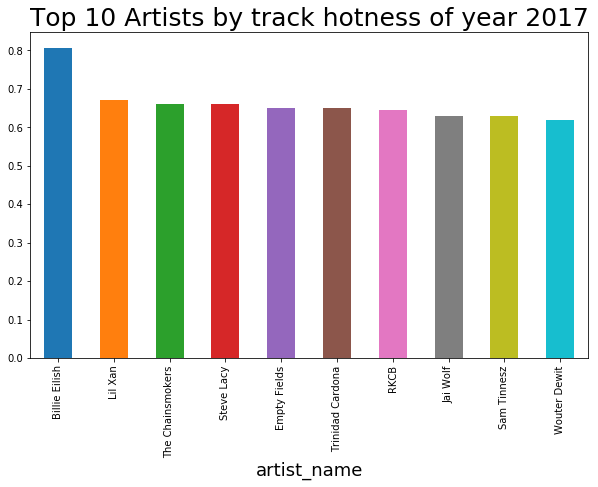 Top 10 Artists by track hotness of year 2017
0.8
0.7
0.6
0.5
0.4
0.3
0.2
0.1
0.0
Billie Eilish
Lil Xan
The Chainsmokers
Steve Lacy
Empty Fields
Trinidad Cardona
RKCB
Jai Wolf
Sam Tinnesz
Wouter Dewit
artist_name